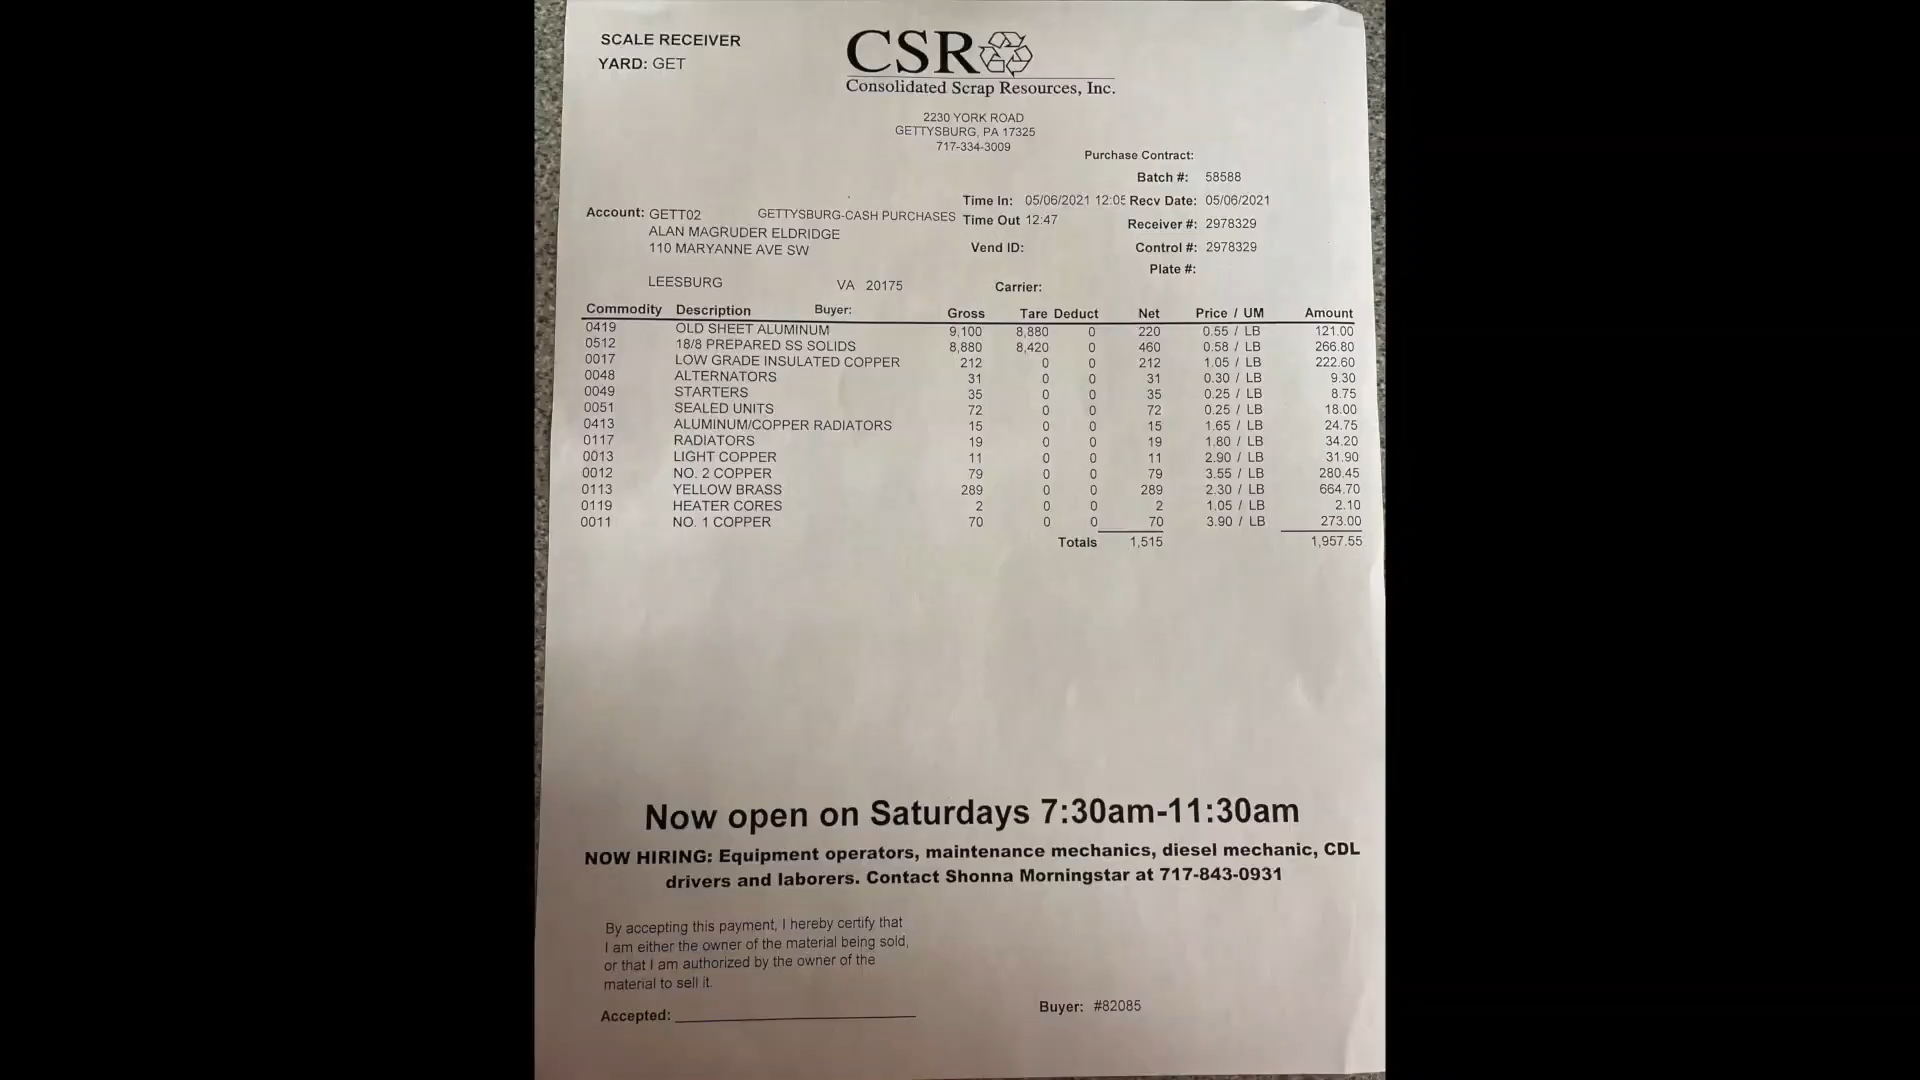 SCALE RECEIVER
YARD: GET
CSR
Consolidated Scrap Resources, Inc.
2230 YORK ROAD
GETTYSBURG, PA 17325
717-334-3009
Purchase Contract:
Batch #: 58588
Time In: 05/06/2021 12:05 Recv Date: 05/06/2021
Account: GETT02 GETTYSBURG-CASH PURCHASES Time Out 12:47
Receiver #: 2978329
ALAN MAGRUDER ELDRIDGE
110 MARYANNE AVE SW Vend ID: Control #: 2978329
Plate #:
LEESBURG VA 20175 Carrier:
Commodity Description Buyer: Gross Tare Deduct Net Price / UM Amount
0419 OLD SHEET ALUMINUM 9,100 8,880 0 220 0.55 / LB 121.00
0512 18/8 PREPARED SS SOLIDS 8,880 8,420 0 460 0.58 / LB 266.80
0017 LOW GRADE INSULATED COPPER 212 0 0 212 1.05 / LB 222.60
0048 ALTERNATORS 31 0 0 31 0.30 / LB 9.30
0049 STARTERS 35 0 0 35 0.25 / LB 8.75
0051 SEALED UNITS 72 0 0 72 0.25 / LB 18.00
0413 ALUMINUM/COPPER RADIATORS 15 0 0 15 1.65 / LB 24.75
0117 RADIATORS 19 0 0 19 1.80 / LB 34.20
0013 LIGHT COPPER 11 0 0 11 2.90 / LB 31.90
0012 NO. 2 COPPER 79 0 0 79 3.55 / LB 280.45
0113 YELLOW BRASS 289 0 0 289 2.30 / LB 664.70
0119 HEATER CORES 2 0 0 2 1.05 / LB 2.10
0011 NO. 1 COPPER 70 0 0 70 3.90 / LB 273.00
Totals 1,515 1,957.55
Now open on Saturdays 7:30am-11:30am
NOW HIRING: Equipment operators, maintenance mechanics, diesel mechanic, CDL
drivers and laborers. Contact Shonna Morningstar at 717-843-0931
By accepting this payment, I hereby certify that
I am either the owner of the material being sold,
or that I am authorized by the owner of the
material to sell it.
Accepted:
Buyer: #82085